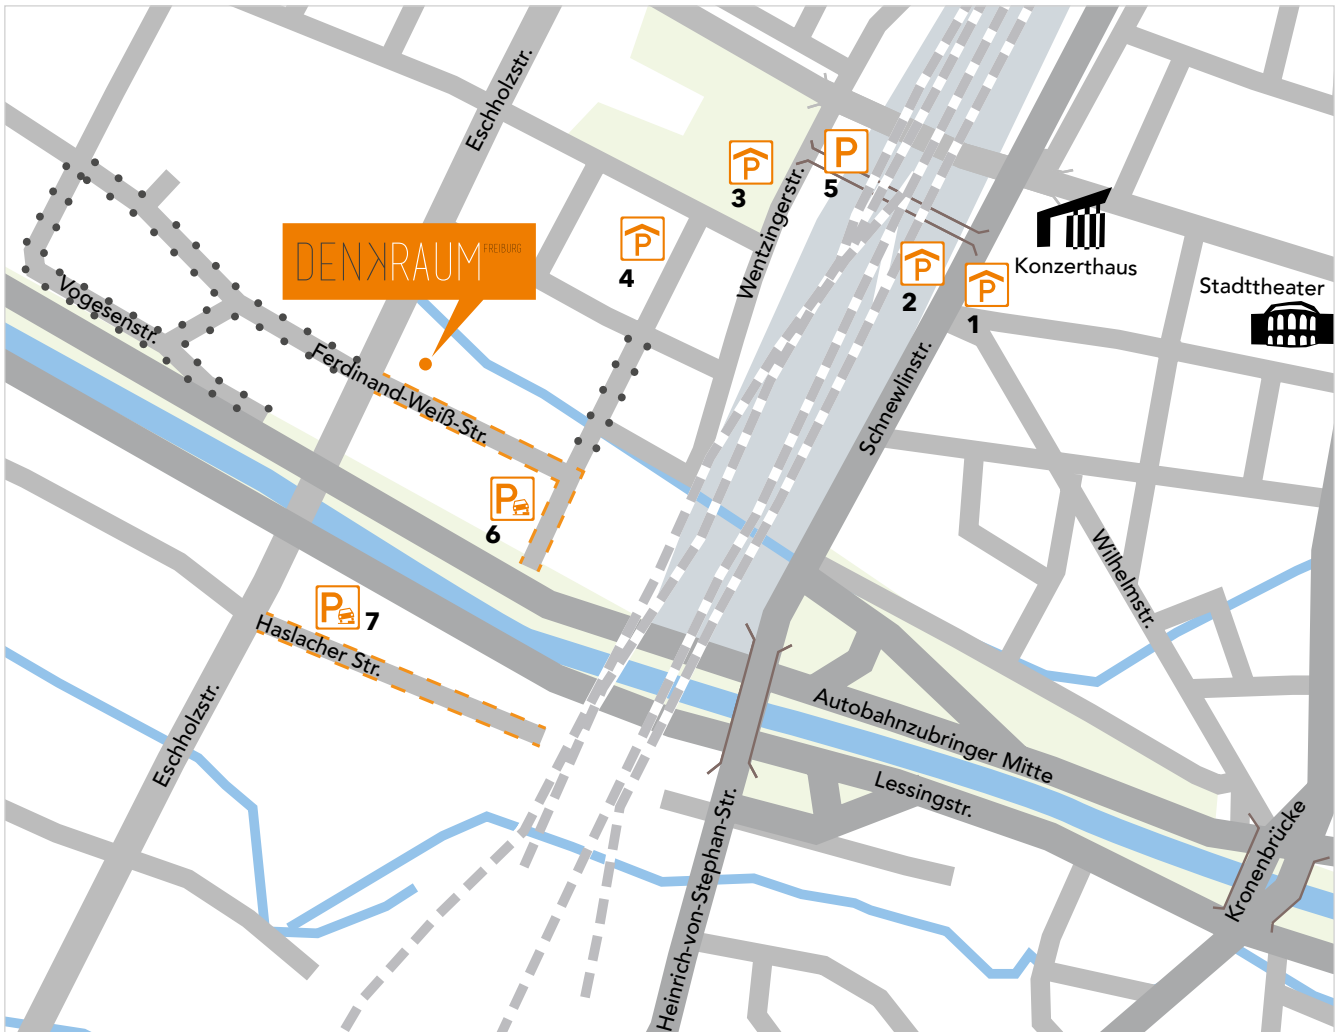 Eschholzstr.
P
3
P
5
Wentzingerstr.
P
4
DENKRAUM FREIBURG
P
2
P
1
Konzerthaus
Stadttheater
Vogesenstr.
Ferdinand-Weiß-Str.
Schnewlinstr.
P
6
Wilhelmstr.
P
7
Haslacher Str.
Eschholzstr.
Autobahnzubringer Mitte
Lessingstr.
Heinrich-von-Stephan-Str.
Kronenbrücke